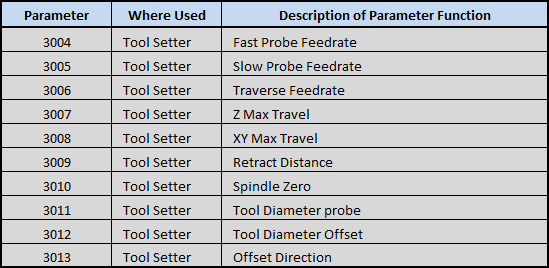 Parameter Where Used Description of Parameter Function
3004 Tool Setter Fast Probe Feedrate
3005 Tool Setter Slow Probe Feedrate
3006 Tool Setter Traverse Feedrate
3007 Tool Setter Z Max Travel
3008 Tool Setter XY Max Travel
3009 Tool Setter Retract Distance
3010 Tool Setter Spindle Zero
3011 Tool Setter Tool Diameter probe
3012 Tool Setter Tool Diameter Offset
3013 Tool Setter Offset Direction